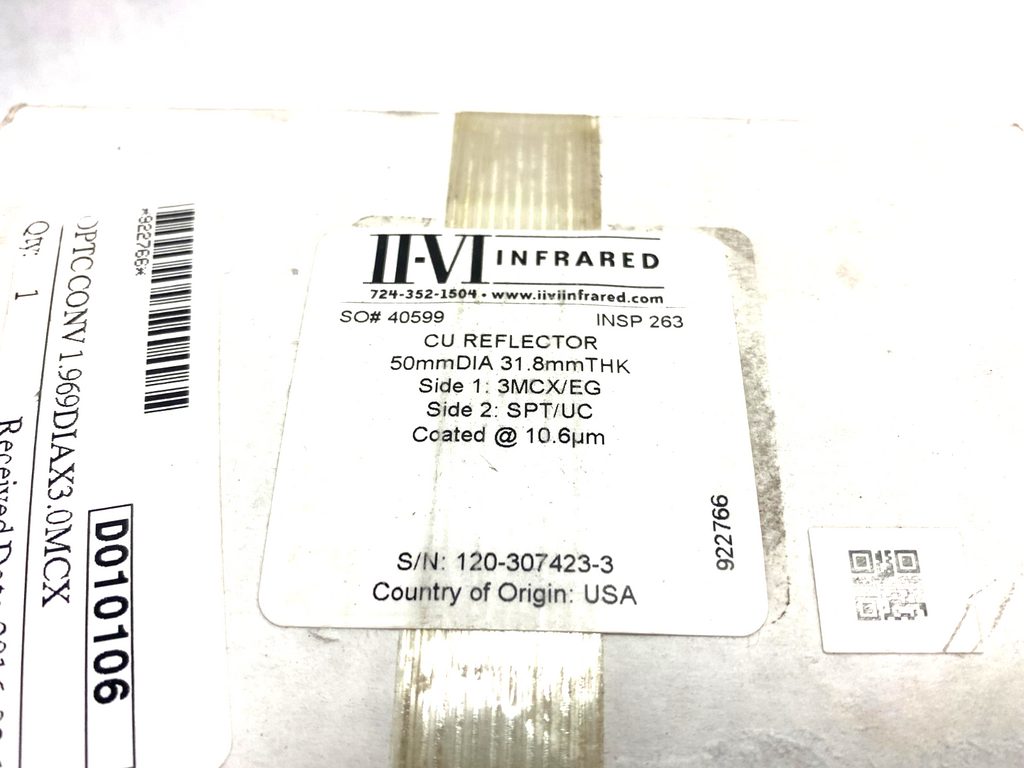 II-VI INFRARED
724-352-1504 • www.iiviinfrared.com
SO# 40599 INSP 263
CU REFLECTOR
50mmDIA 31.8mmTHK
Side 1: 3MCX/EG
Side 2: SPT/UC
Coated @ 10.6µm
922766
S/N: 120-307423-3
Country of Origin: USA
*922766*
OPTC CONV 1.969DIAX3.0MCX
Qty: 1
D010106
Received